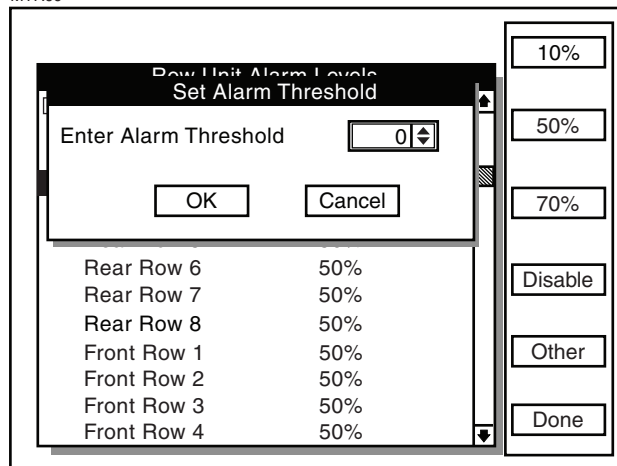 10%
Row Unit Alarm Levels
Set Alarm Threshold
Enter Alarm Threshold 0
50%
OK Cancel
70%
Rear Row 6 50%
Disable
Rear Row 7 50%
Rear Row 8 50%
Front Row 1 50%
Other
Front Row 2 50%
Front Row 3 50%
Done
Front Row 4 50%